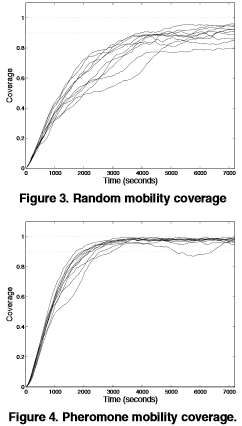 1
0.8
0.6
0.4
0.2
0
Coverage
0 1000 2000 3000 4000 5000 6000 7000
Time (seconds)
Figure 3. Random mobility coverage
1
0.8
0.6
0.4
0.2
0
Coverage
0 1000 2000 3000 4000 5000 6000 7000
Time (seconds)
Figure 4. Pheromone mobility coverage.